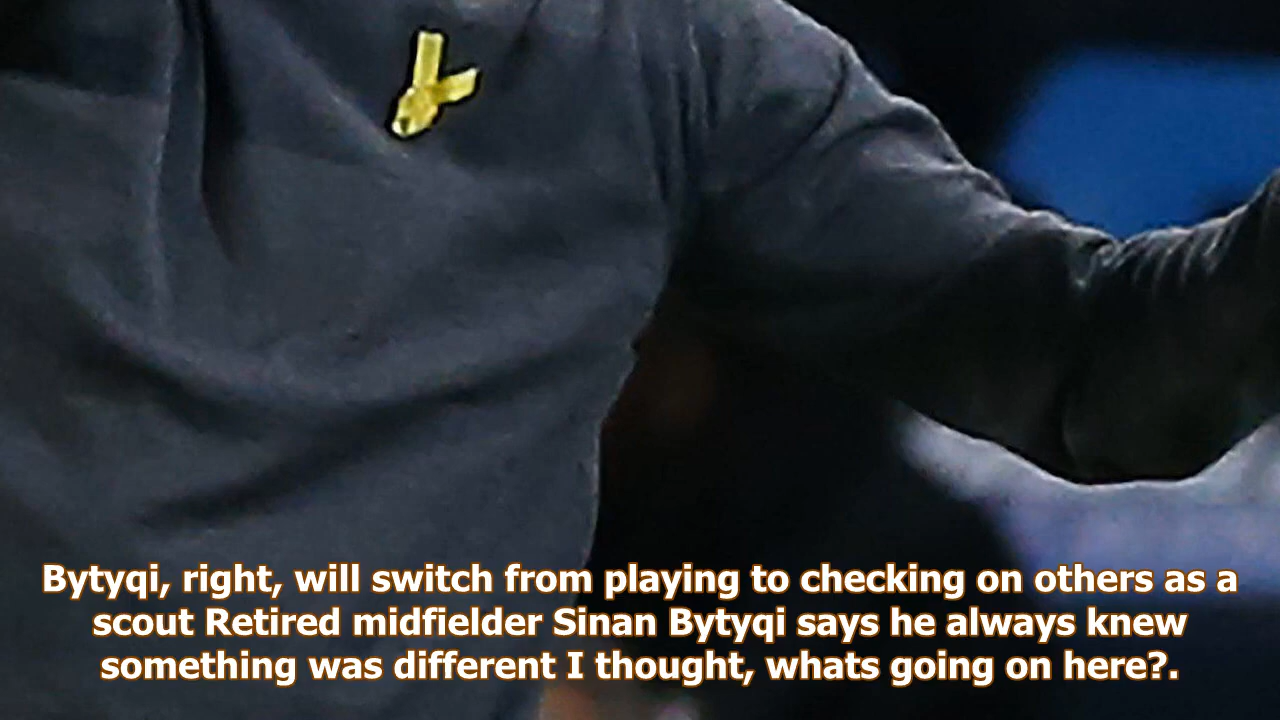 Bytyqi, right, will switch from playing to checking on others as a
scout Retired midfielder Sinan Bytyqi says he always knew
something was different I thought, whats going on here?.